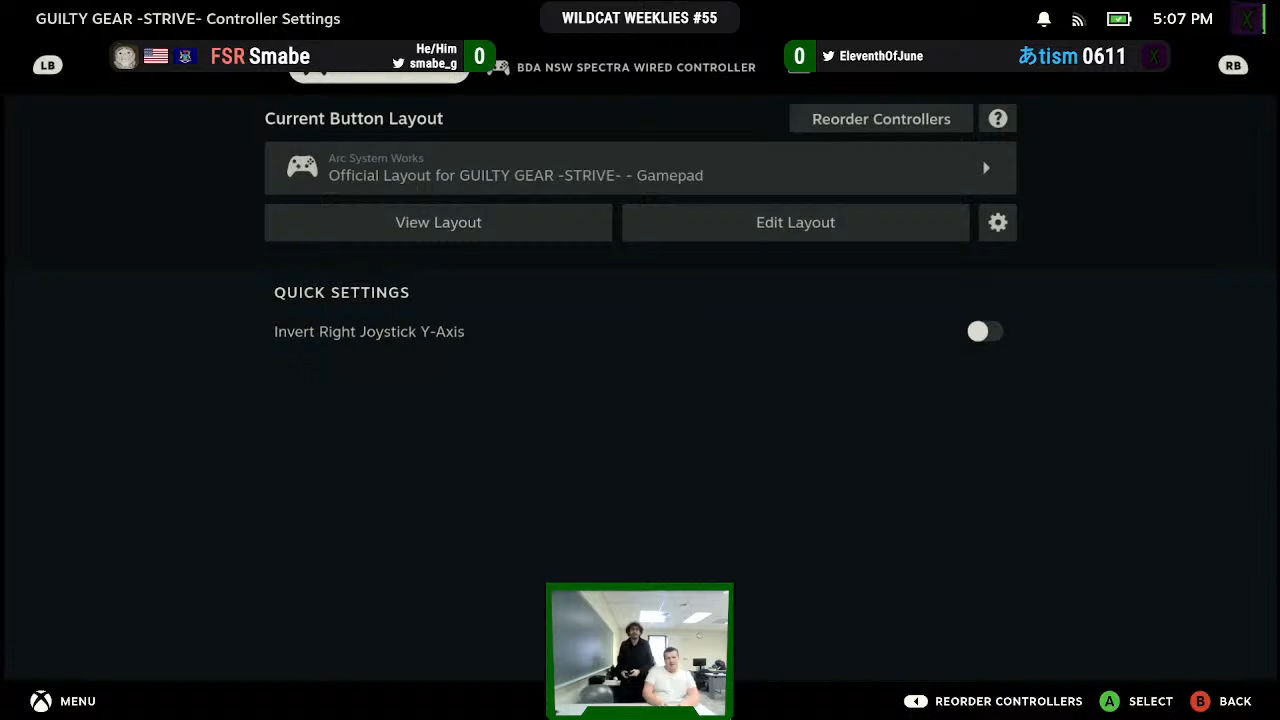 GUILTY GEAR -STRIVE- Controller Settings
WILDCAT WEEKLIES #55
5:07 PM
LB
FSR Smabe
He/Him
smabe_g
0
BDA NSW SPECTRA WIRED CONTROLLER
0
EleventhOfJune
あtism 0611
RB
Current Button Layout
Reorder Controllers
?
Arc System Works
Official Layout for GUILTY GEAR -STRIVE- - Gamepad
View Layout
Edit Layout
QUICK SETTINGS
Invert Right Joystick Y-Axis
MENU
REORDER CONTROLLERS
A SELECT
B BACK